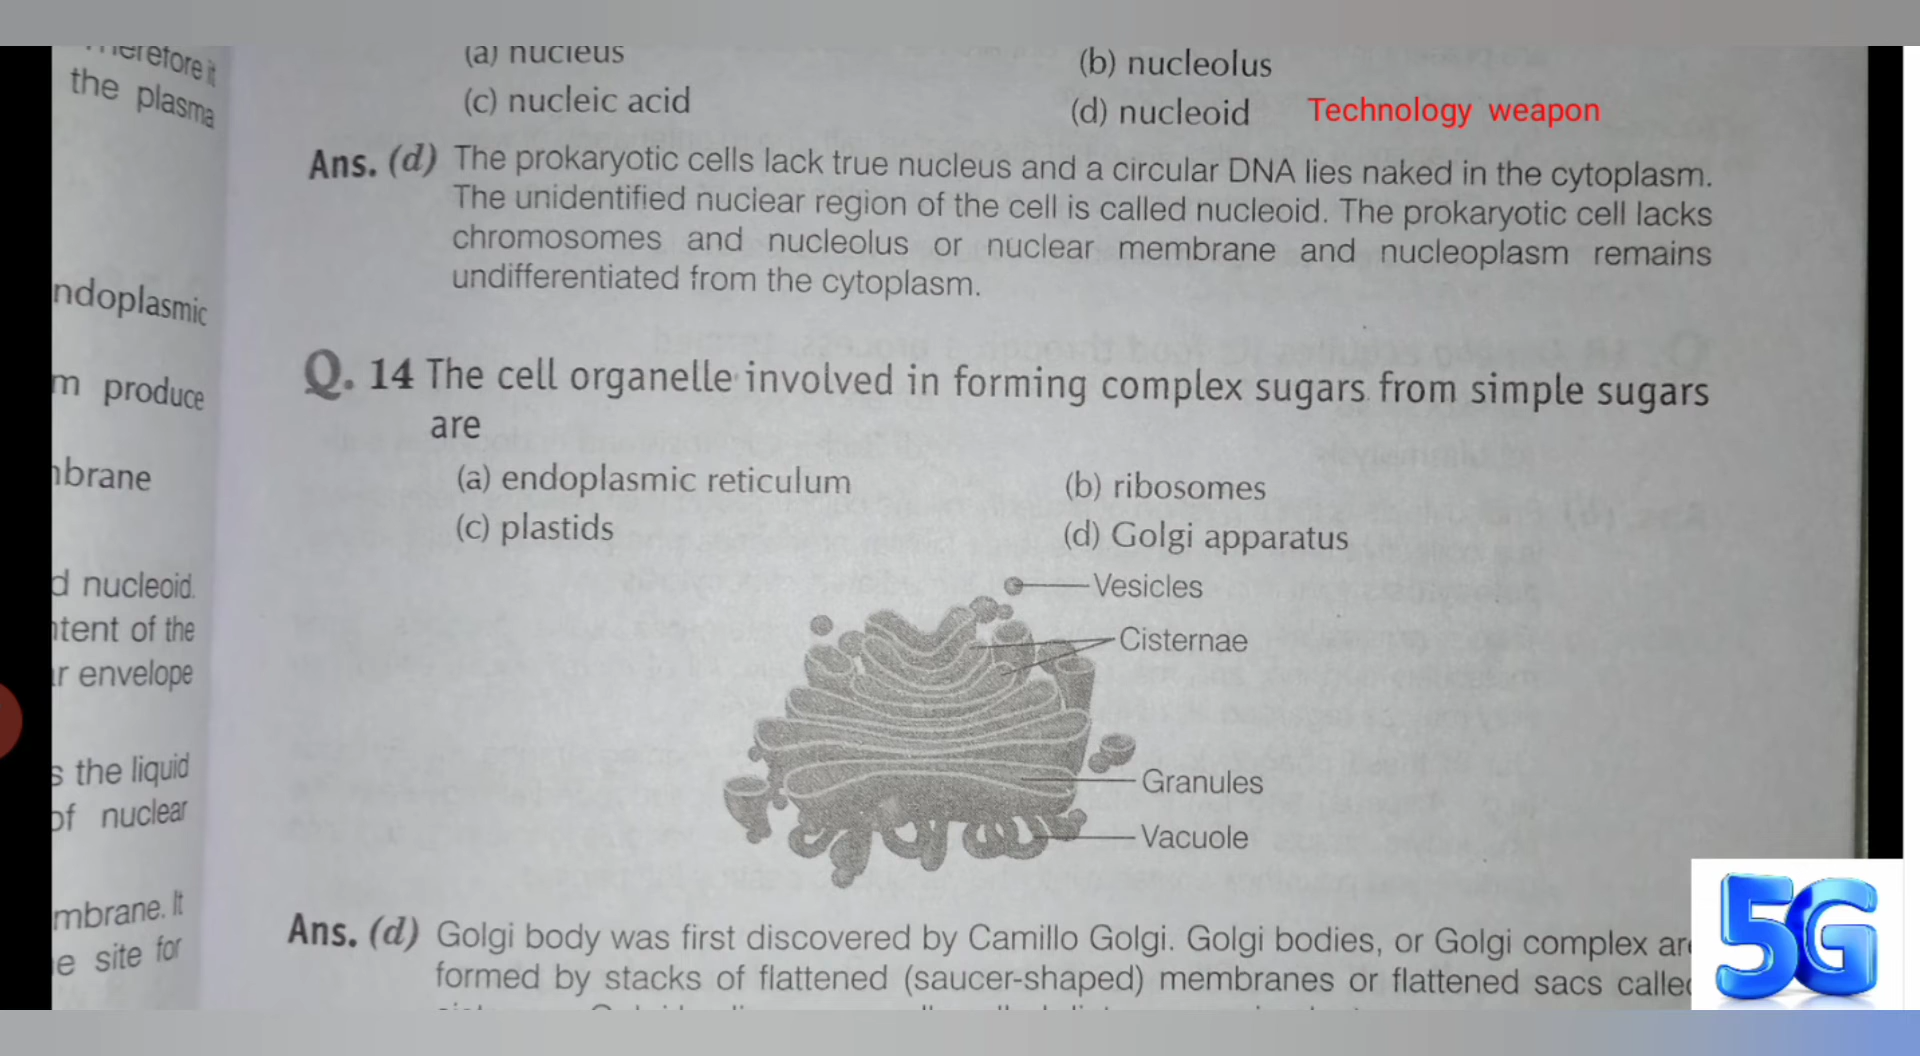 Therefore it
the plasma
ndoplasmic
m produce
brane
d nucleoid.
tent of the
r envelope
s the liquid
of nuclear
mbrane. It
e site for
(a) nucleus
(b) nucleolus
(c) nucleic acid
(d) nucleoid
Technology weapon
Ans. (d) The prokaryotic cells lack true nucleus and a circular DNA lies naked in the cytoplasm.
The unidentified nuclear region of the cell is called nucleoid. The prokaryotic cell lacks
chromosomes and nucleolus or nuclear membrane and nucleoplasm remains
undifferentiated from the cytoplasm.
Q. 14 The cell organelle involved in forming complex sugars from simple sugars
are
(a) endoplasmic reticulum
(b) ribosomes
(c) plastids
(d) Golgi apparatus
Vesicles
Cisternae
Granules
Vacuole
Ans. (d) Golgi body was first discovered by Camillo Golgi. Golgi bodies, or Golgi complex are
formed by stacks of flattened (saucer-shaped) membranes or flattened sacs called
5G